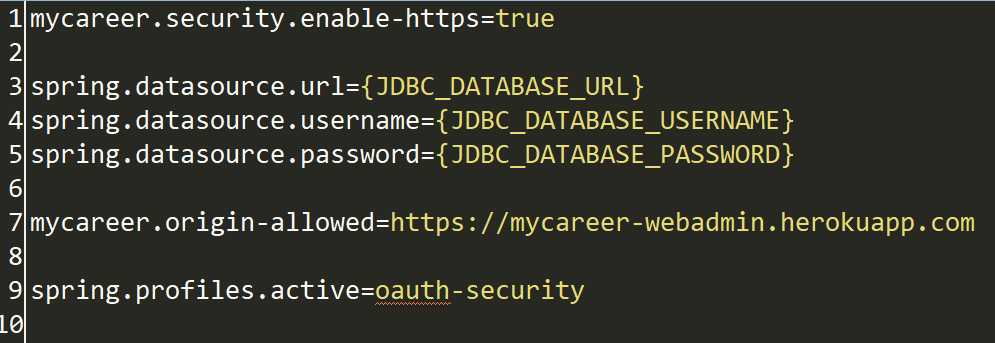 1 mycareer.security.enable-https=true
2
3 spring.datasource.url={JDBC_DATABASE_URL}
4 spring.datasource.username={JDBC_DATABASE_USERNAME}
5 spring.datasource.password={JDBC_DATABASE_PASSWORD}
6
7 mycareer.origin-allowed=https://mycareer-webadmin.herokuapp.com
8
9 spring.profiles.active=oauth-security
10